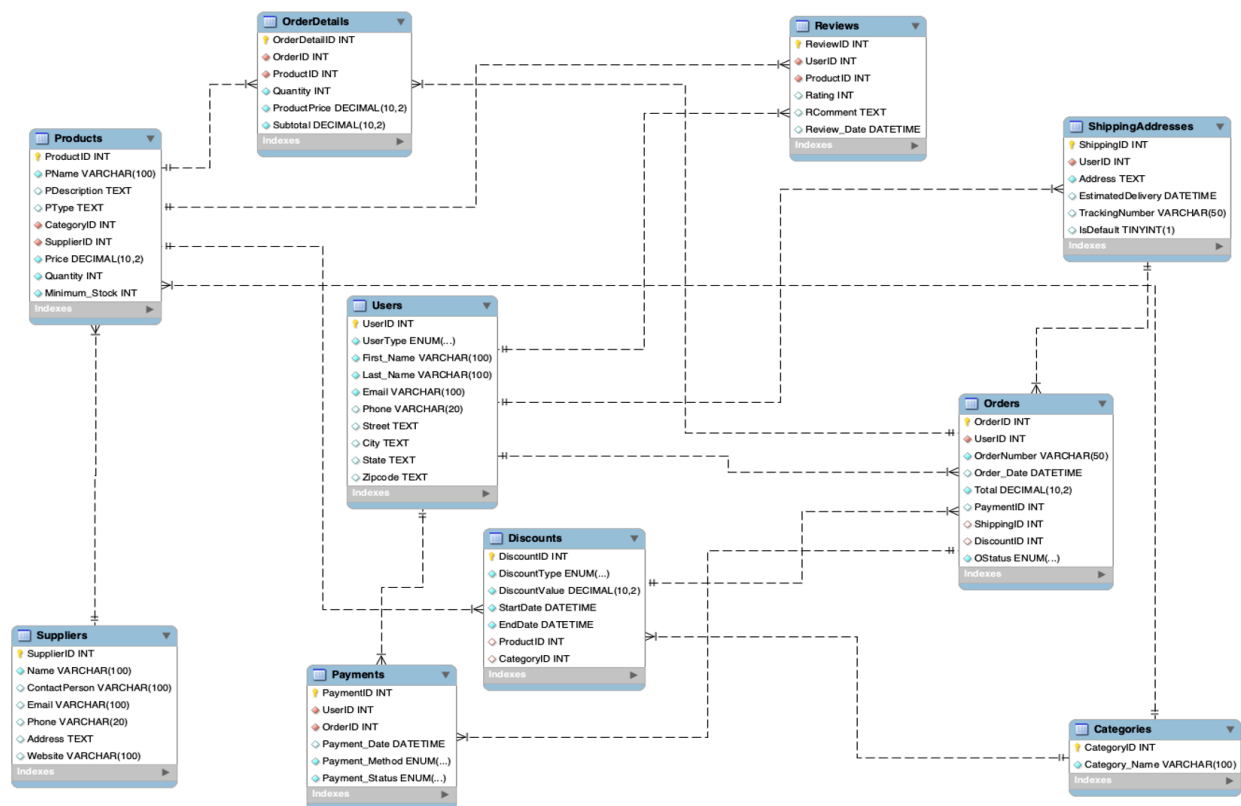 OrderDetails
OrderDetailID INT
OrderID INT
ProductID INT
Quantity INT
ProductPrice DECIMAL(10,2)
Subtotal DECIMAL(10,2)
Indexes
Reviews
ReviewID INT
UserID INT
ProductID INT
Rating INT
RComment TEXT
Review_Date DATETIME
Indexes
ShippingAddresses
ShippingID INT
UserID INT
Address TEXT
EstimatedDelivery DATETIME
TrackingNumber VARCHAR(50)
IsDefault TINYINT(1)
Indexes
Products
ProductID INT
PName VARCHAR(100)
PDescription TEXT
PType TEXT
CategoryID INT
SupplierID INT
Price DECIMAL(10,2)
Quantity INT
Minimum_Stock INT
Indexes
Users
UserID INT
UserType ENUM(...)
First_Name VARCHAR(100)
Last_Name VARCHAR(100)
Email VARCHAR(100)
Phone VARCHAR(20)
Street TEXT
City TEXT
State TEXT
Zipcode TEXT
Indexes
Orders
OrderID INT
UserID INT
OrderNumber VARCHAR(50)
Order_Date DATETIME
Total DECIMAL(10,2)
PaymentID INT
ShippingID INT
DiscountID INT
OStatus ENUM(...)
Indexes
Discounts
DiscountID INT
DiscountType ENUM(...)
DiscountValue DECIMAL(10,2)
StartDate DATETIME
EndDate DATETIME
ProductID INT
CategoryID INT
Indexes
Suppliers
SupplierID INT
Name VARCHAR(100)
ContactPerson VARCHAR(100)
Email VARCHAR(100)
Phone VARCHAR(20)
Address TEXT
Website VARCHAR(100)
Indexes
Payments
PaymentID INT
UserID INT
OrderID INT
Payment_Date DATETIME
Payment_Method ENUM(...)
Payment_Status ENUM(...)
Indexes
Categories
CategoryID INT
Category_Name VARCHAR(100)
Indexes